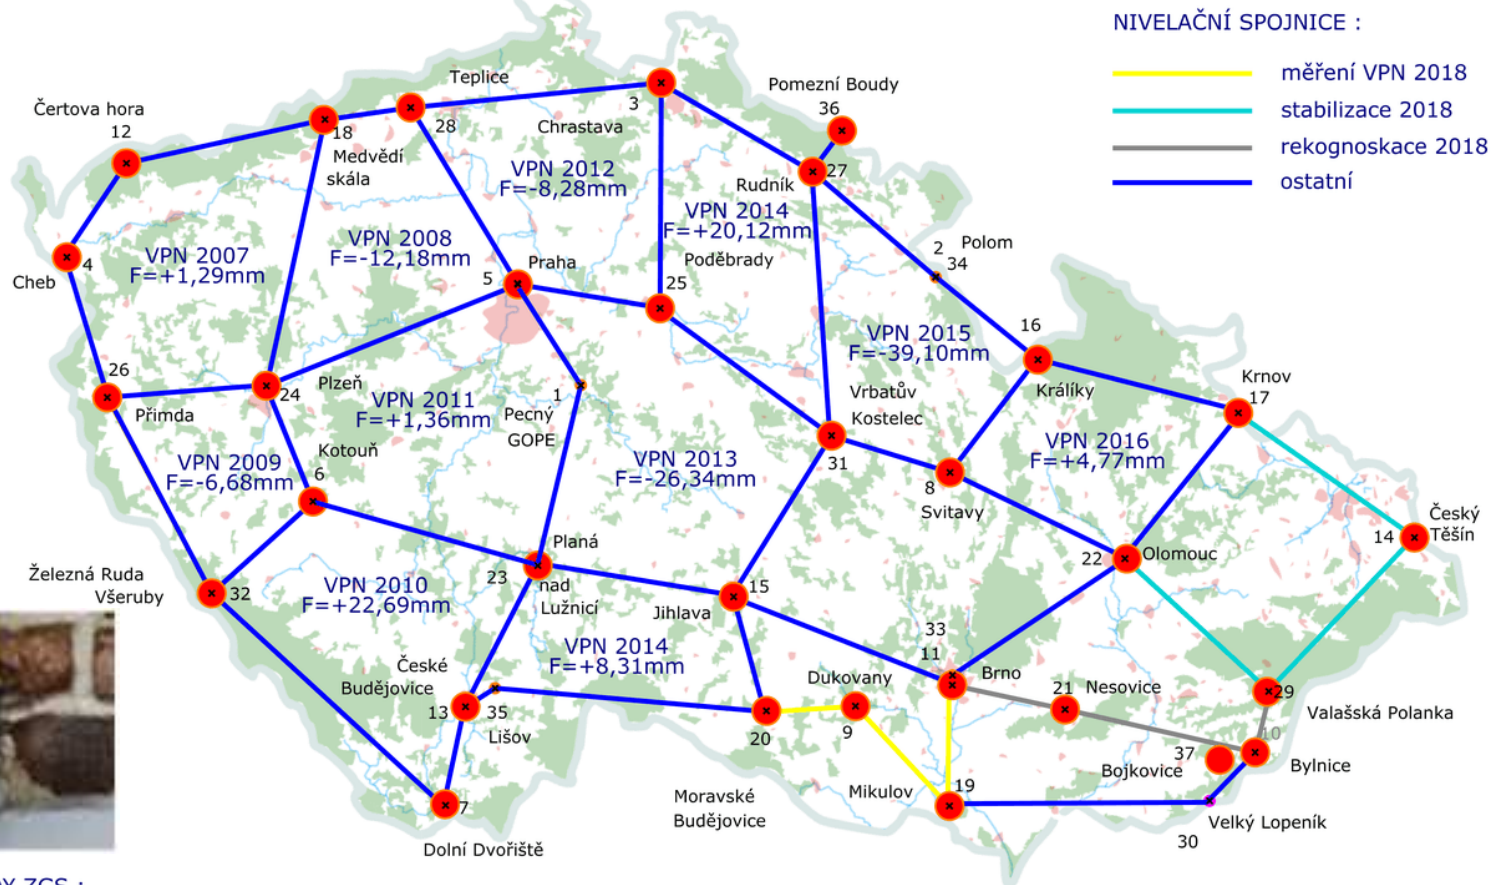 NIVELAČNÍ SPOJNICE :
měření VPN 2018
stabilizace 2018
rekognoskace 2018
ostatní
Teplice
28
3
Chrastava
Pomezní Boudy
36
Čertova hora
12
18
Medvědí
skála
VPN 2012
F=-8,28mm
Rudník
27
VPN 2014
F=+20,12mm
Poděbrady
25
2
34
Polom
VPN 2007
F=+1,29mm
VPN 2008
F=-12,18mm
5
Praha
Cheb
4
16
Králíky
VPN 2015
F=-39,10mm
26
Přimda
Plzeň
24
VPN 2011
F=+1,36mm
1
Pecný
GOPE
Vrbatův
Kostelec
31
Krnov
17
VPN 2009
F=-6,68mm
Kotouň
6
VPN 2013
F=-26,34mm
VPN 2016
F=+4,77mm
8
Svitavy
22
Olomouc
14
Český
Těšín
Železná Ruda
Všeruby
32
VPN 2010
F=+22,69mm
Planá
nad
Lužnicí
23
Jihlava
15
VPN 2014
F=+8,31mm
33
11
Brno
České
Budějovice
13
35
Lišov
Dukovany
9
20
21
Nesovice
29
Valašská Polanka
10
37
Bojkovice
Bylnice
7
Dolní Dvořiště
Moravské
Budějovice
Mikulov
19
Velký Lopeník
30